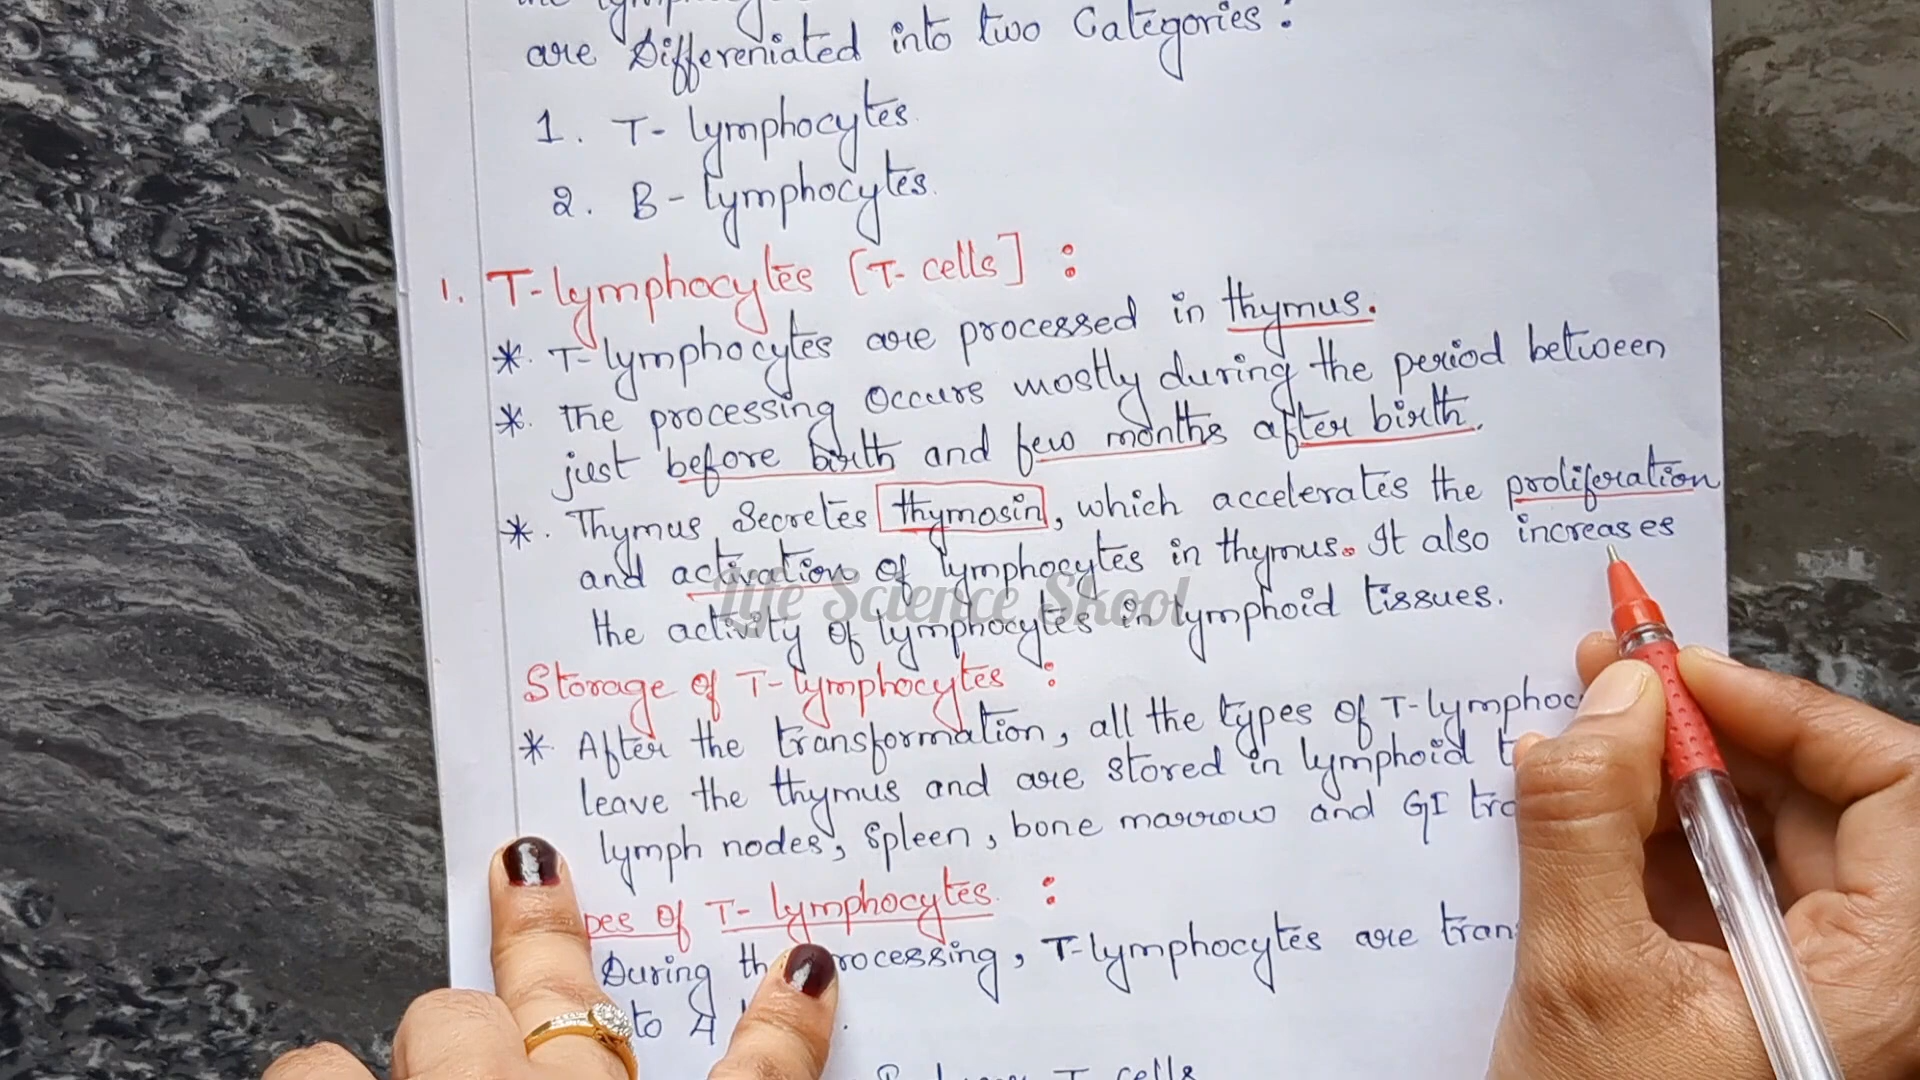 the
are Differeniated into two Categories :
1. T- lymphocytes
2. B- lymphocytes.
1. T-lymphocytes [T- cells] :
*. T-lymphocytes are processed in thymus.
*. The processing occurs mostly during the period between
just before birth and few months after birth.
*. Thymus Secretes thymosin, which accelerates the proliferation
and activation of lymphocytes in thymus. It also increases
the activity of lymphocytes in lymphoid tissues.
Life Science Skool
Storage of T-lymphocytes :
* After the transformation, all the types of T-lymphoc
leave the thymus and are stored in lymphoid t
lymph nodes, Spleen, bone marrow and GI tra
pes of T- lymphocytes. :
During th rocessing, T-lymphocytes are tran
to 4
T cells